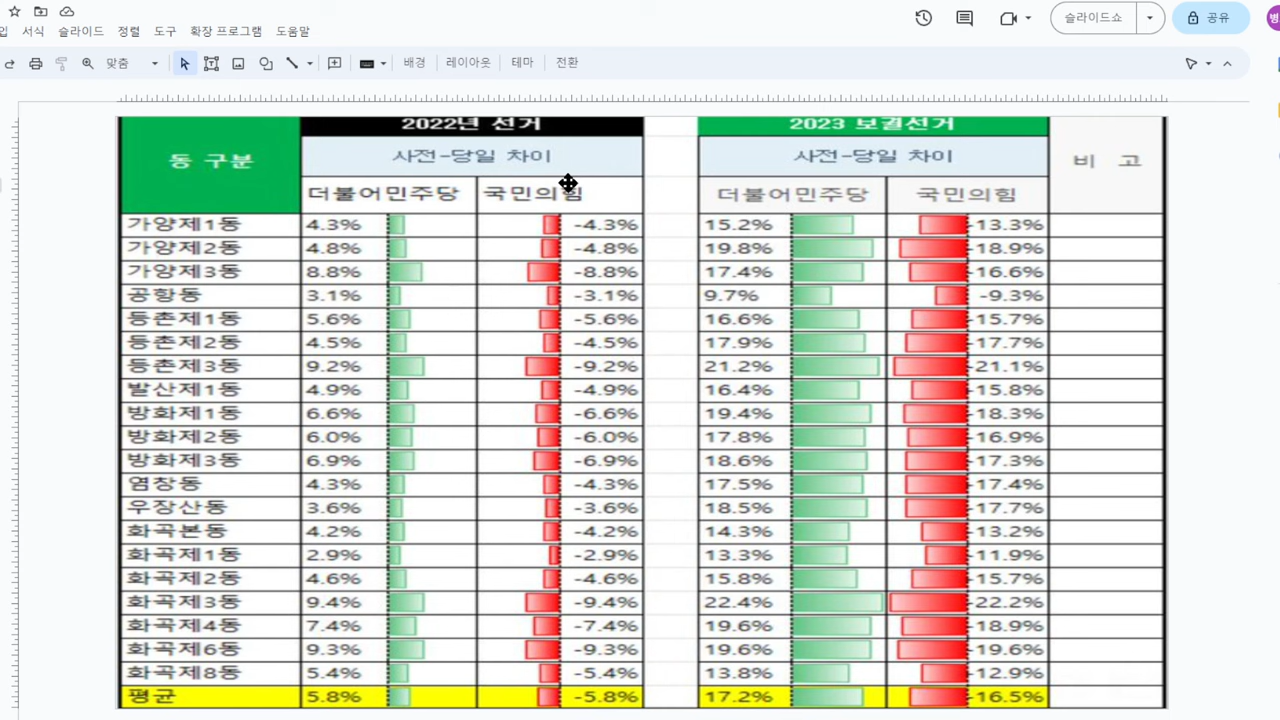 입 서식 슬라이드 정렬 도구 확장 프로그램 도움말
슬라이드쇼
공유
맞춤 배경 레이아웃 테마 전환
동 구분 2022년 선거 2023 보궐선거 비 고
사전-당일 차이 사전-당일 차이
더불어민주당 국민의힘 더불어민주당 국민의힘
가양제1동 4.3% -4.3% 15.2% -13.3%
가양제2동 4.8% -4.8% 19.8% -18.9%
가양제3동 8.8% -8.8% 17.4% -16.6%
공항동 3.1% -3.1% 9.7% -9.3%
등촌제1동 5.6% -5.6% 16.6% -15.7%
등촌제2동 4.5% -4.5% 17.9% -17.7%
등촌제3동 9.2% -9.2% 21.2% -21.1%
발산제1동 4.9% -4.9% 16.4% -15.8%
방화제1동 6.6% -6.6% 19.4% -18.3%
방화제2동 6.0% -6.0% 17.8% -16.9%
방화제3동 6.9% -6.9% 18.6% -17.3%
염창동 4.3% -4.3% 17.5% -17.4%
우장산동 3.6% -3.6% 18.5% -17.7%
화곡본동 4.2% -4.2% 14.3% -13.2%
화곡제1동 2.9% -2.9% 13.3% -11.9%
화곡제2동 4.6% -4.6% 15.8% -15.7%
화곡제3동 9.4% -9.4% 22.4% -22.2%
화곡제4동 7.4% -7.4% 19.6% -18.9%
화곡제6동 9.3% -9.3% 19.6% -19.6%
화곡제8동 5.4% -5.4% 13.8% -12.9%
평균 5.8% -5.8% 17.2% -16.5%